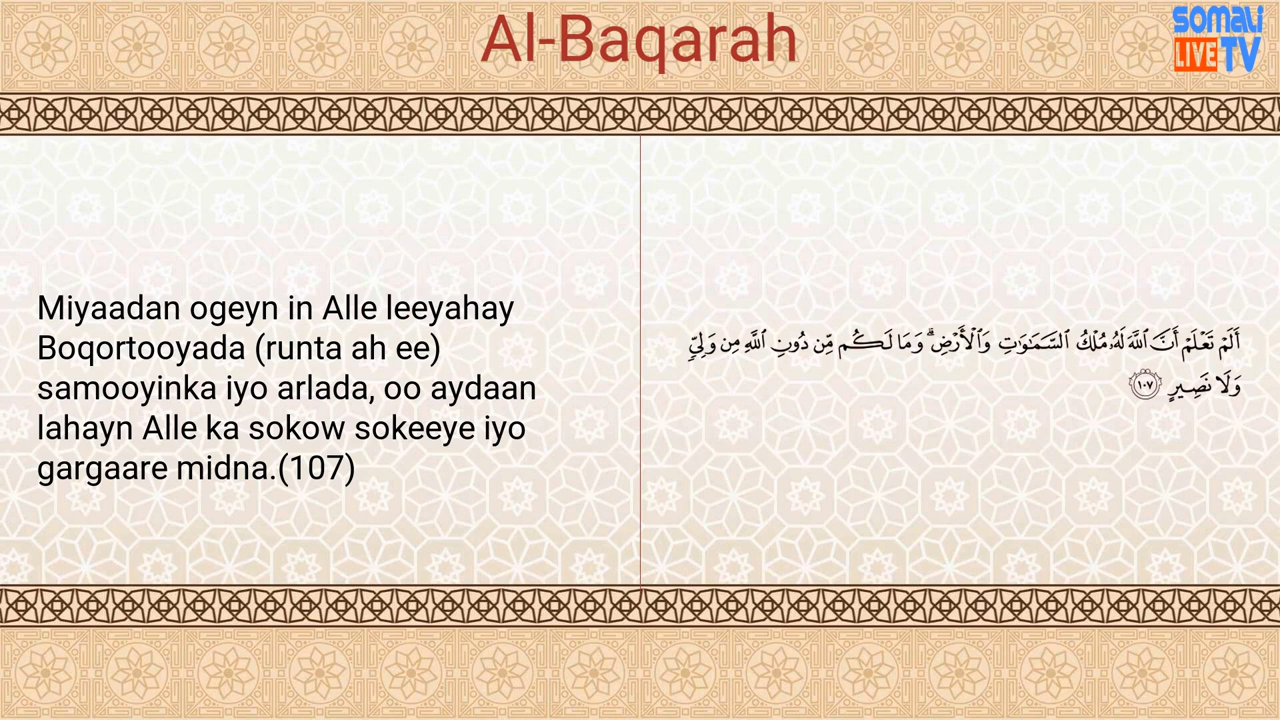 Al-Baqarah
SOMALI
LIVE TV
Miyaadan ogeyn in Alle leeyahay
Boqortooyada (runta ah ee)
samooyinka iyo arlada, oo aydaan
lahayn Alle ka sokow sokeeye iyo
gargaare midna.(107)
أَلَمْ تَعْلَمْ أَنَّ ٱللَّهَ لَهُۥ مُلْكُ ٱلسَّمَٰوَٰتِ وَٱلْأَرْضِ ۗ وَمَا لَكُم مِّن دُونِ ٱللَّهِ مِن وَلِىٍّ
وَلَا نَصِيرٍ ١٠٧